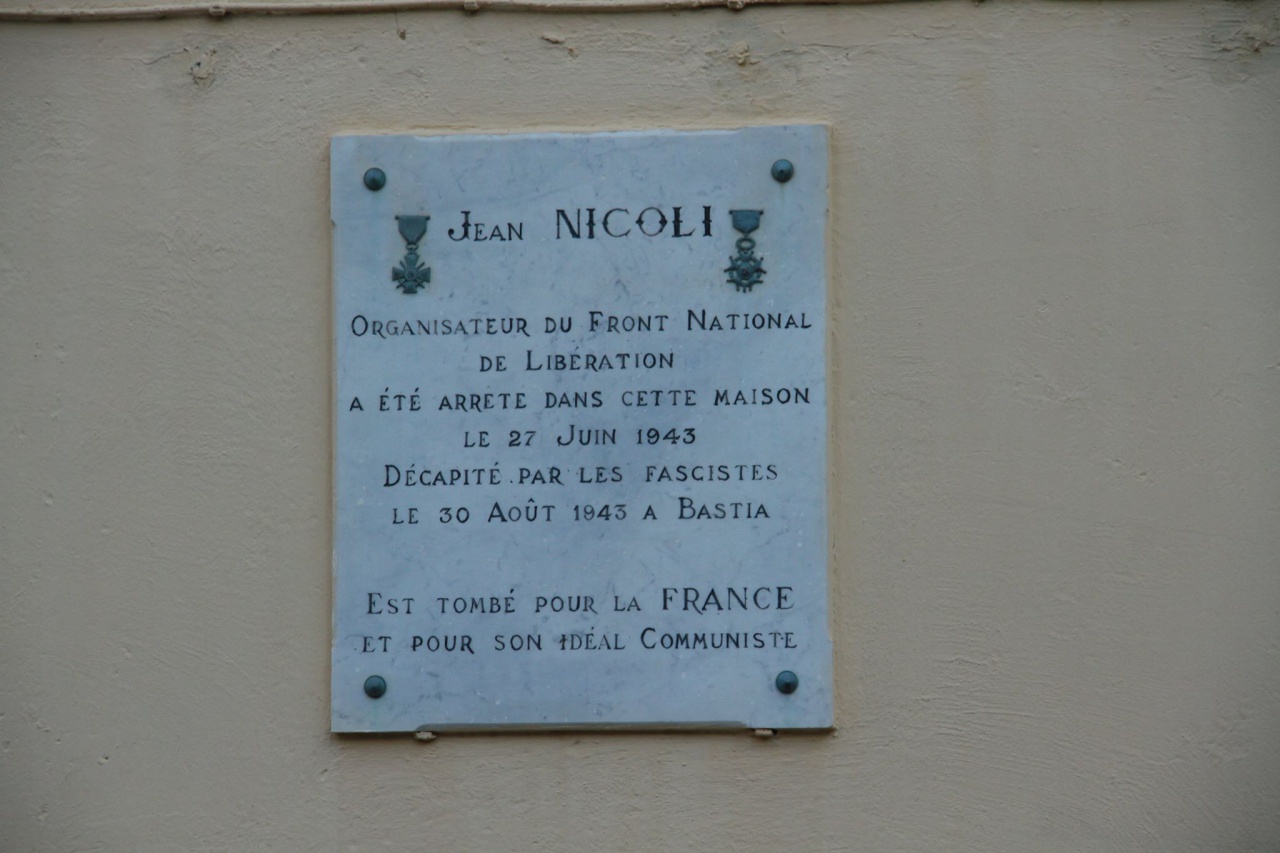 Jean NICOLI
Organisateur du Front National
de Libération
a été arrete dans cette maison
le 27 Juin 1943
Décapité par les fascistes
le 30 Août 1943 a Bastia
Est tombé pour la FRANCE
et pour son idéal Communiste